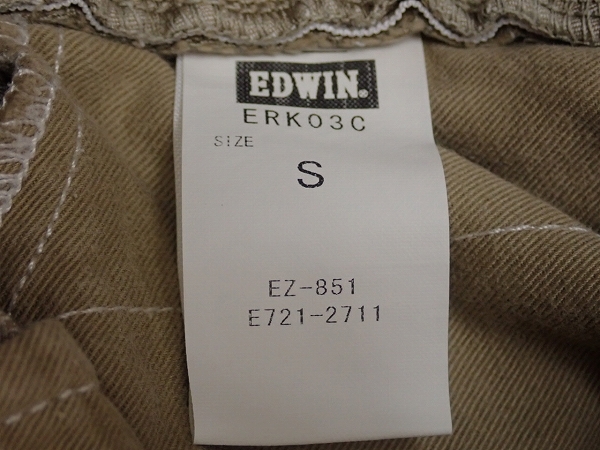 EDWIN.
ERK03C
SIZE
S
EZ-851
E721-2711